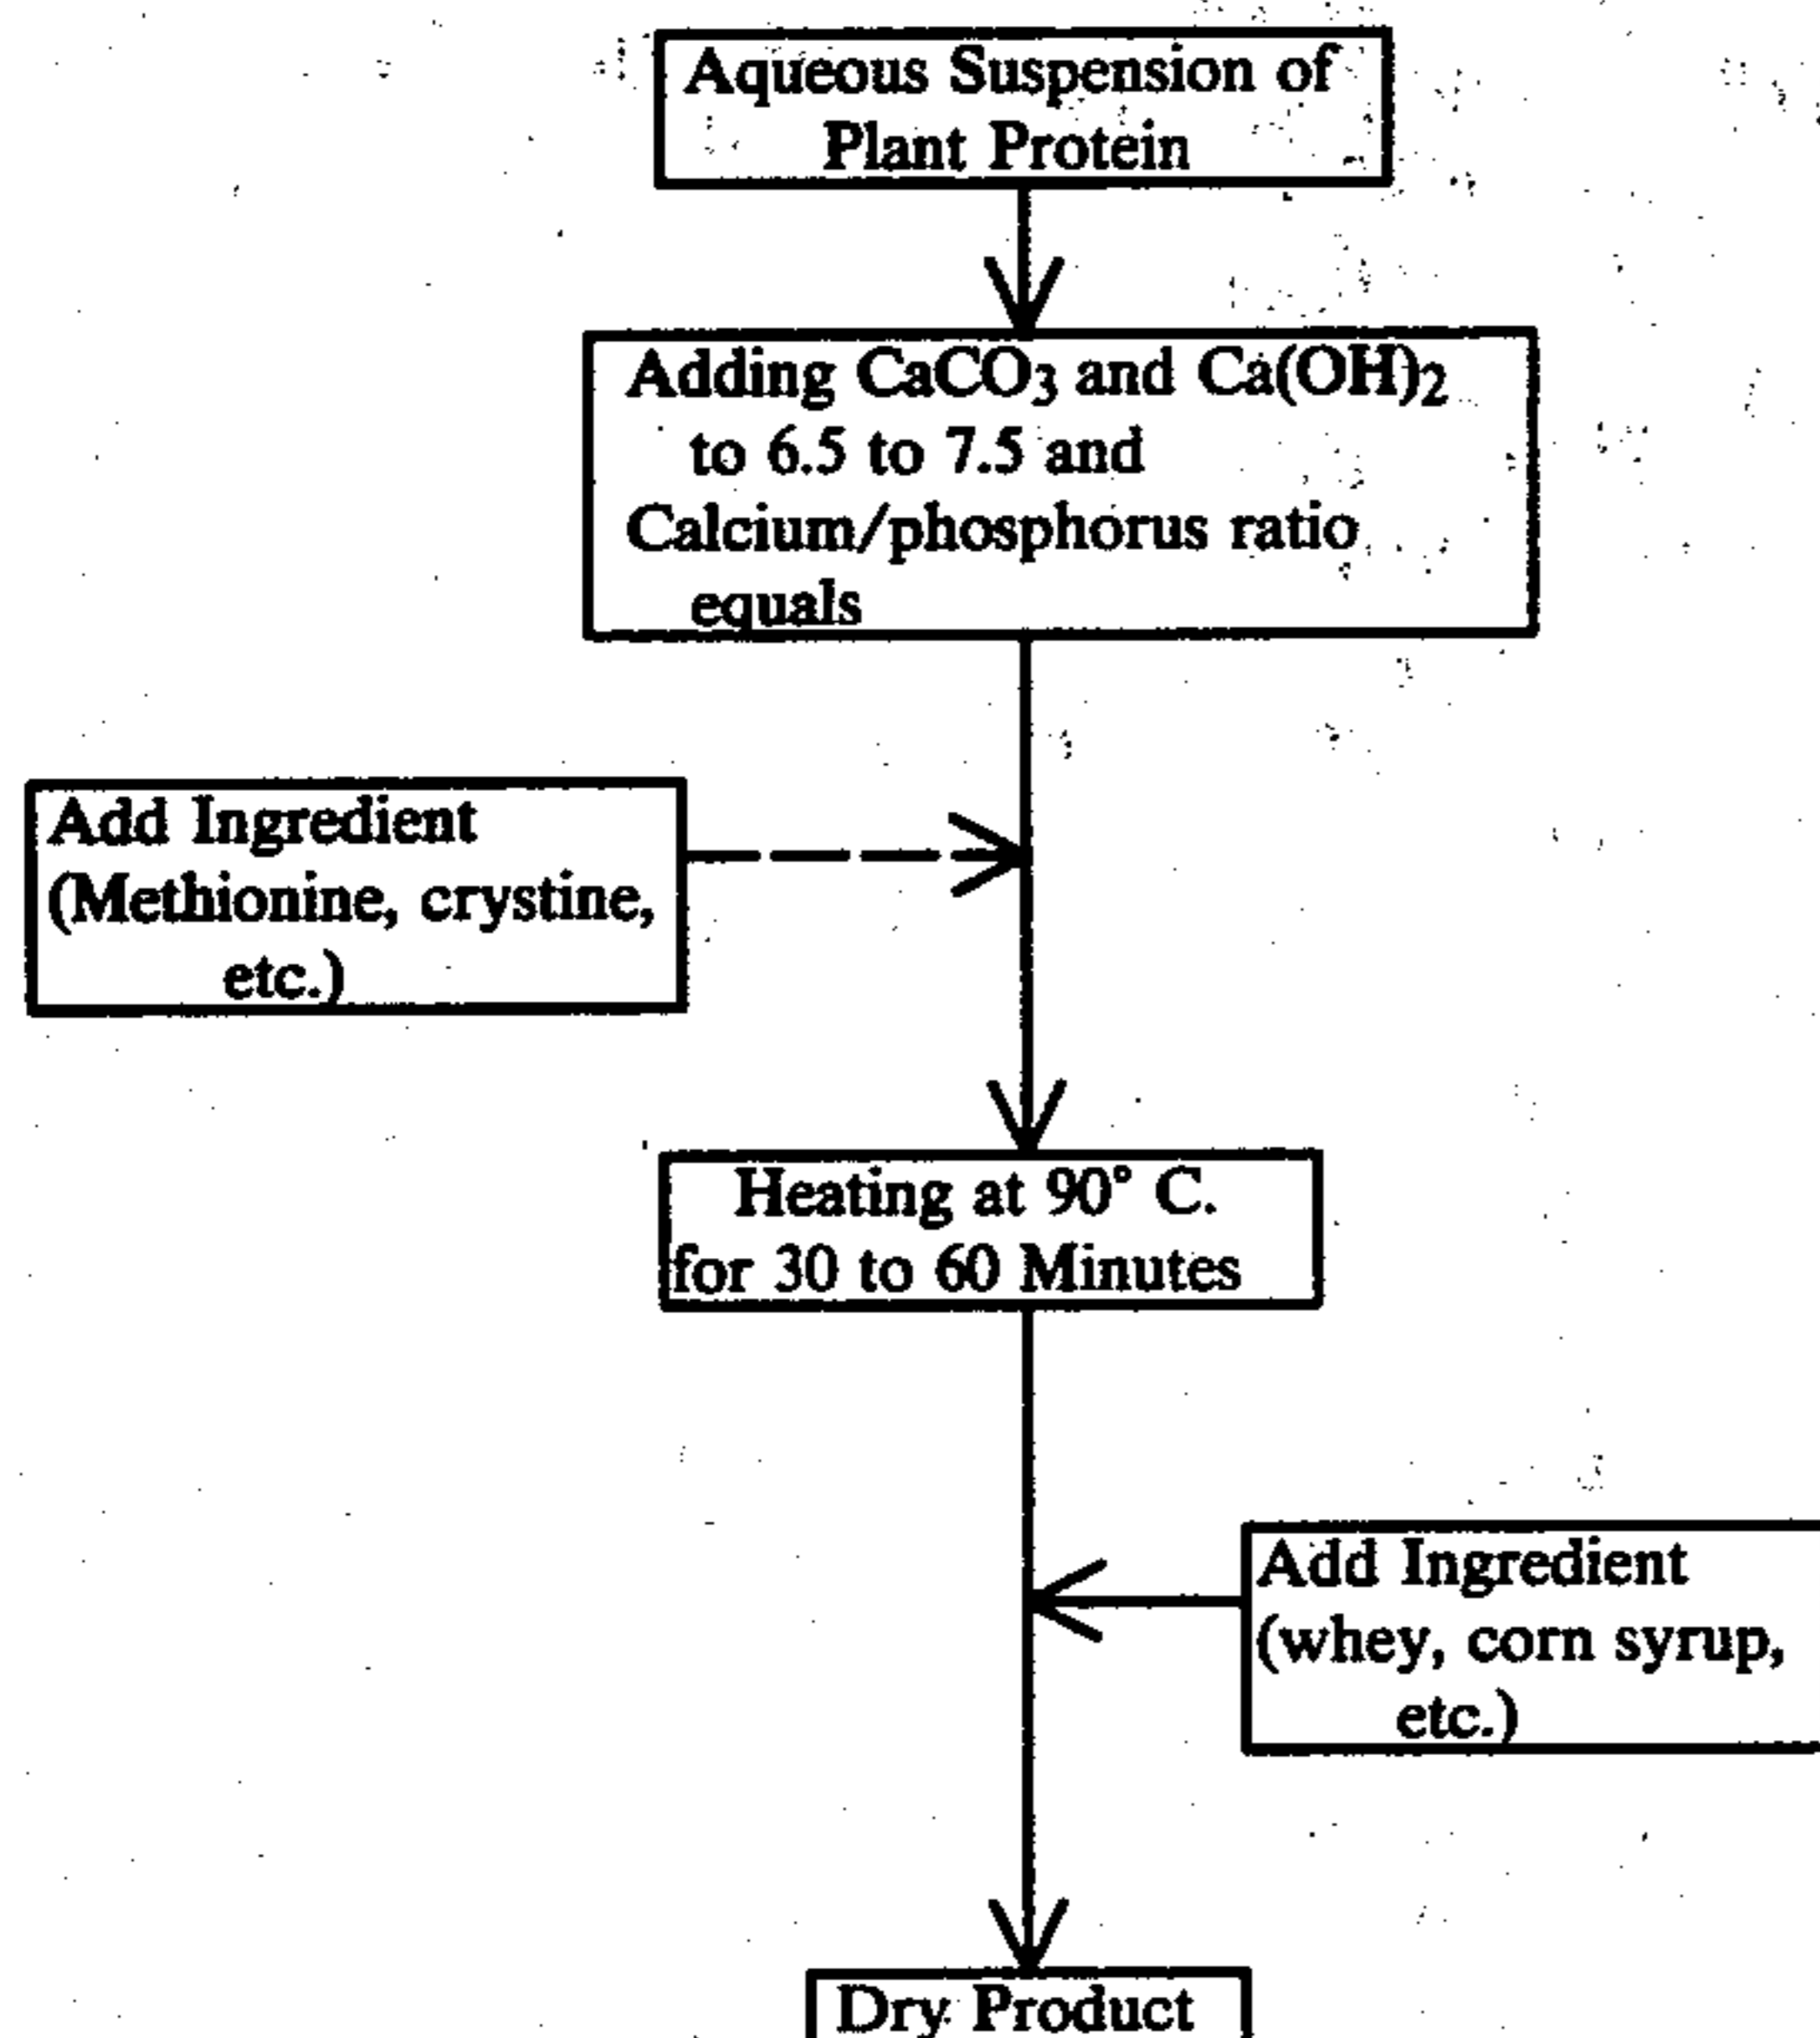 Aqueous Suspension of
Plant Protein
Adding CaCO₃ and Ca(OH)₂
to 6.5 to 7.5 and
Calcium/phosphorus ratio
equals
Add Ingredient
(Methionine, crystine,
etc.)
Heating at 90° C.
for 30 to 60 Minutes
Add Ingredient
(whey, corn syrup,
etc.)
Dry Product